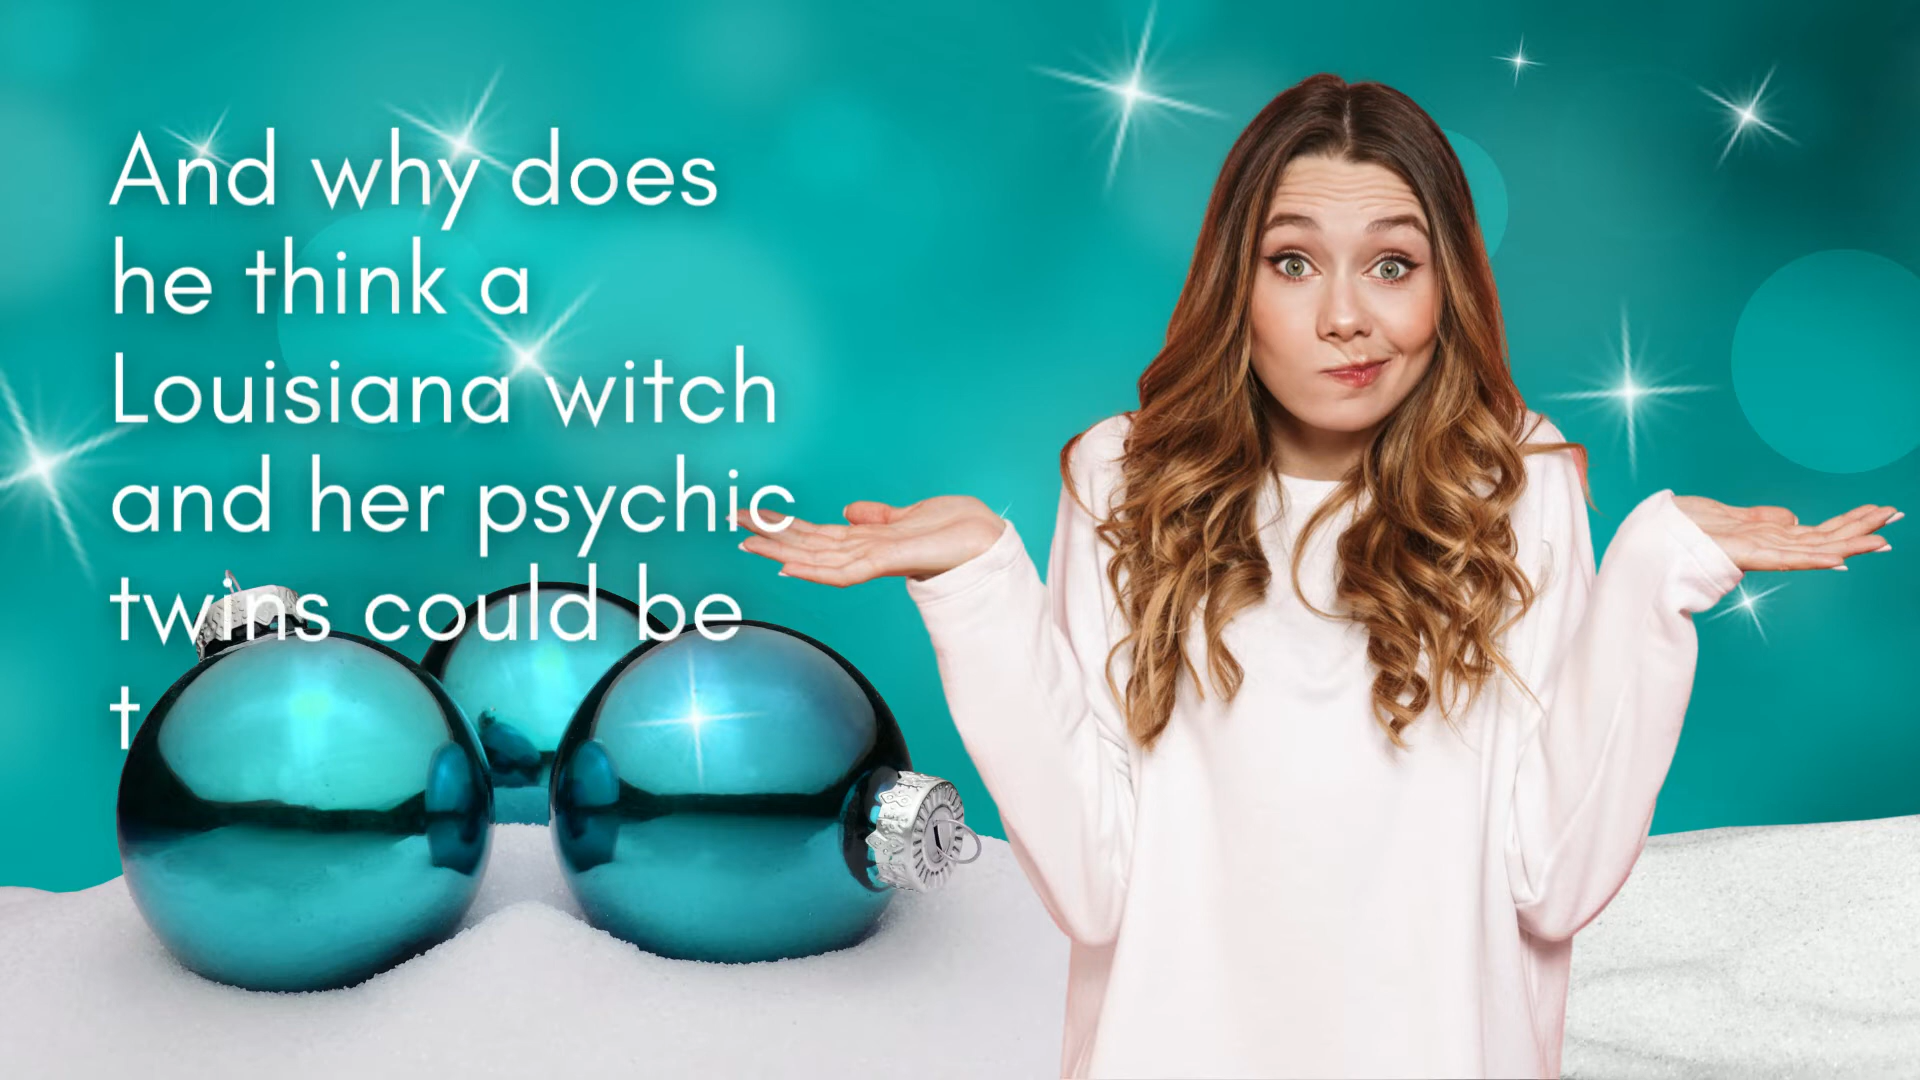 And why does
he think a
Louisiana witch
and her psychic
twins could be
t